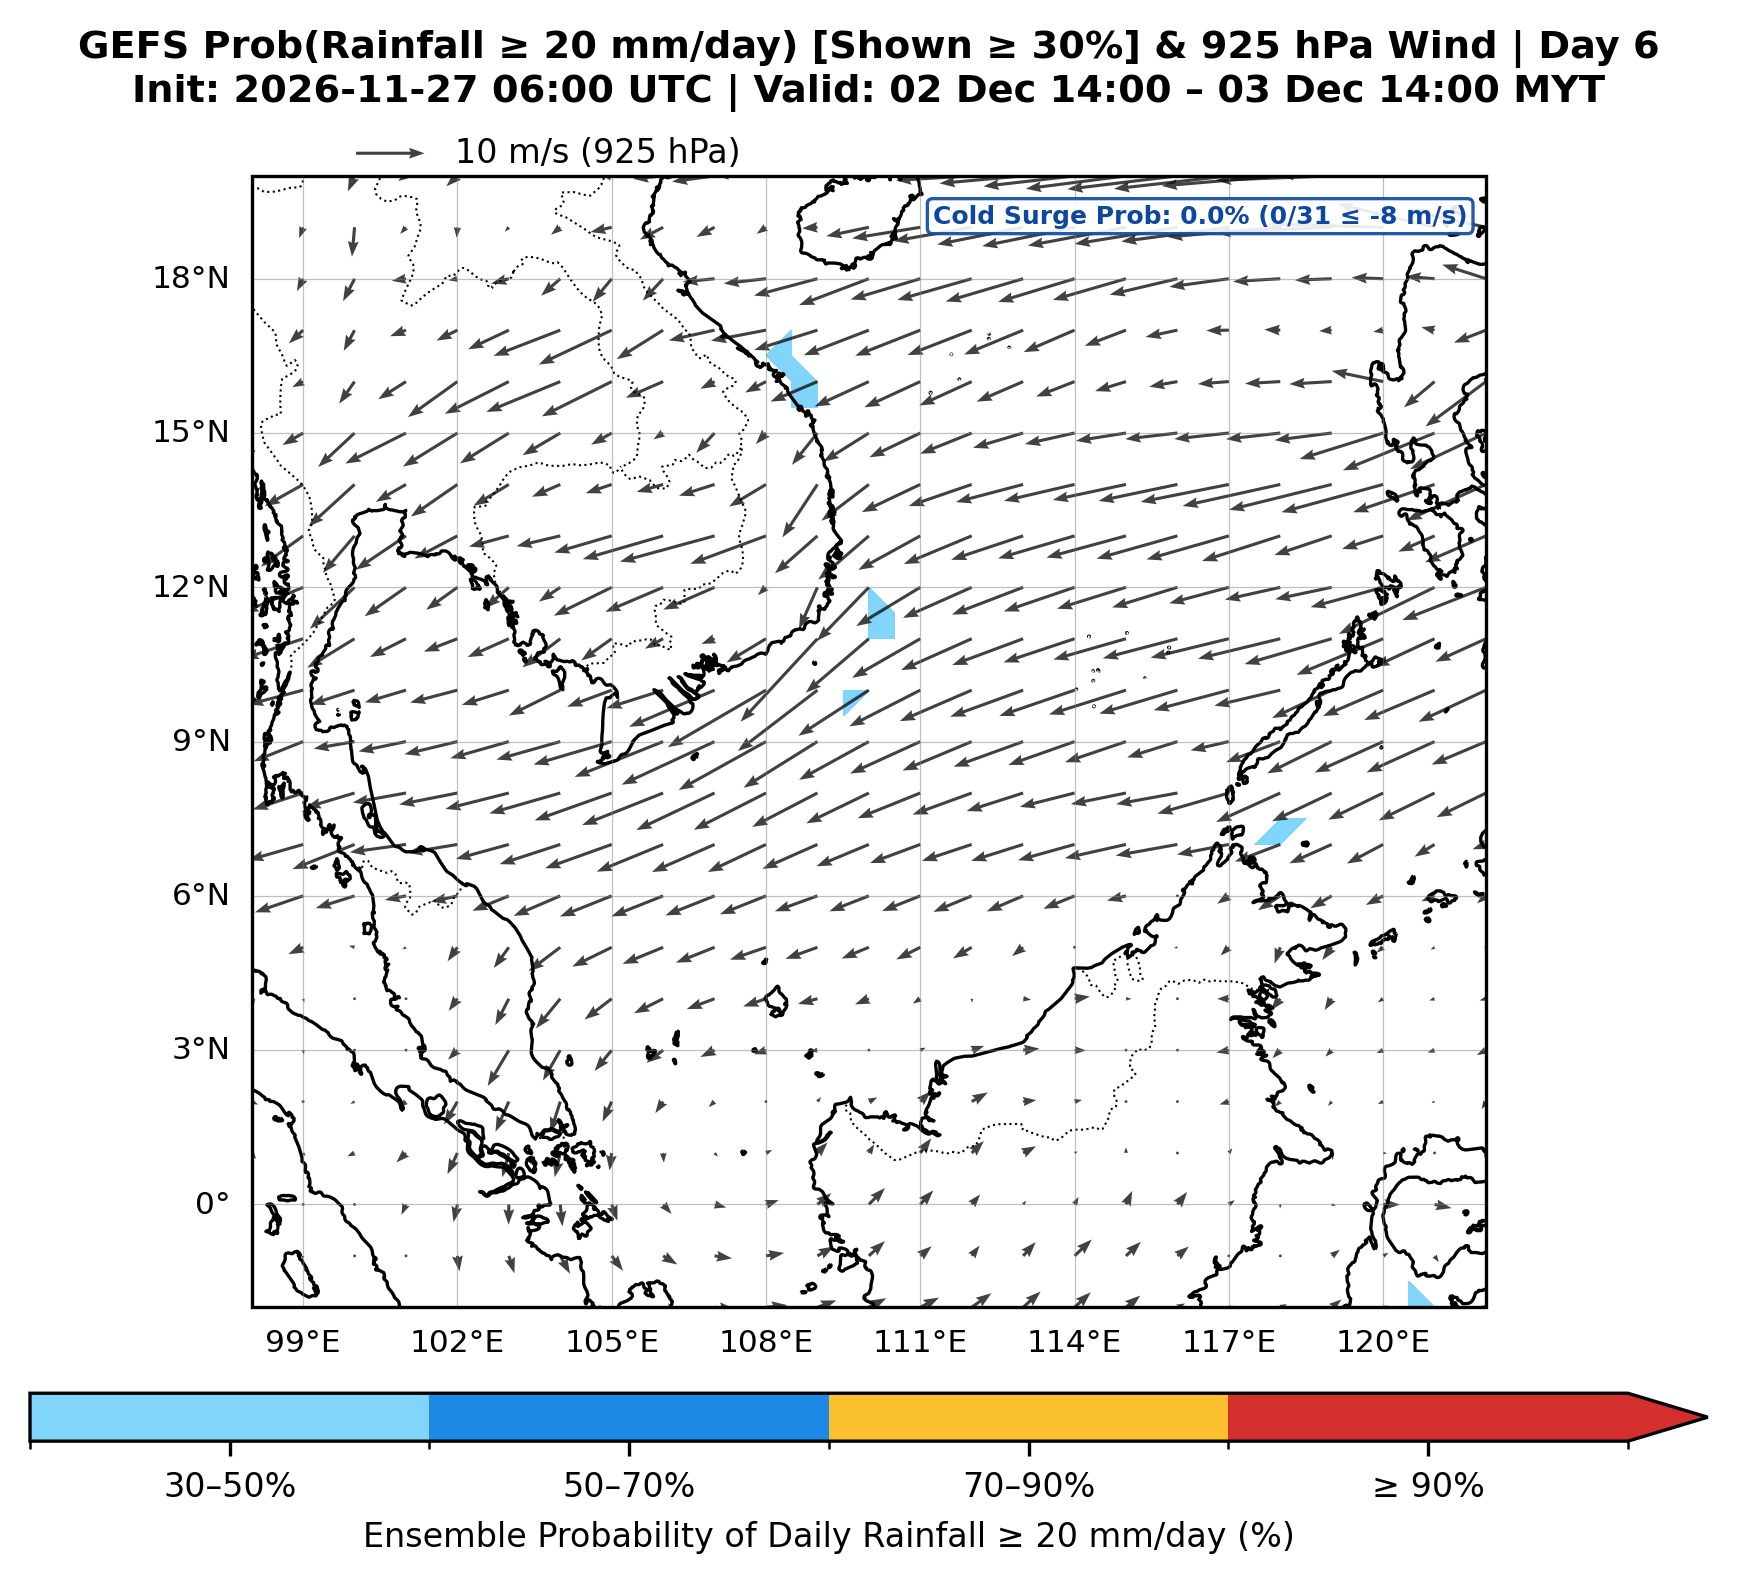 GEFS Prob(Rainfall ≥ 20 mm/day) [Shown ≥ 30%] & 925 hPa Wind | Day 6
Init: 2026-11-27 06:00 UTC | Valid: 02 Dec 14:00 – 03 Dec 14:00 MYT
10 m/s (925 hPa)
Cold Surge Prob: 0.0% (0/31 ≤ -8 m/s)
18°N
15°N
12°N
9°N
6°N
3°N
0°
99°E 102°E 105°E 108°E 111°E 114°E 117°E 120°E
30–50% 50–70% 70–90% ≥ 90%
Ensemble Probability of Daily Rainfall ≥ 20 mm/day (%)